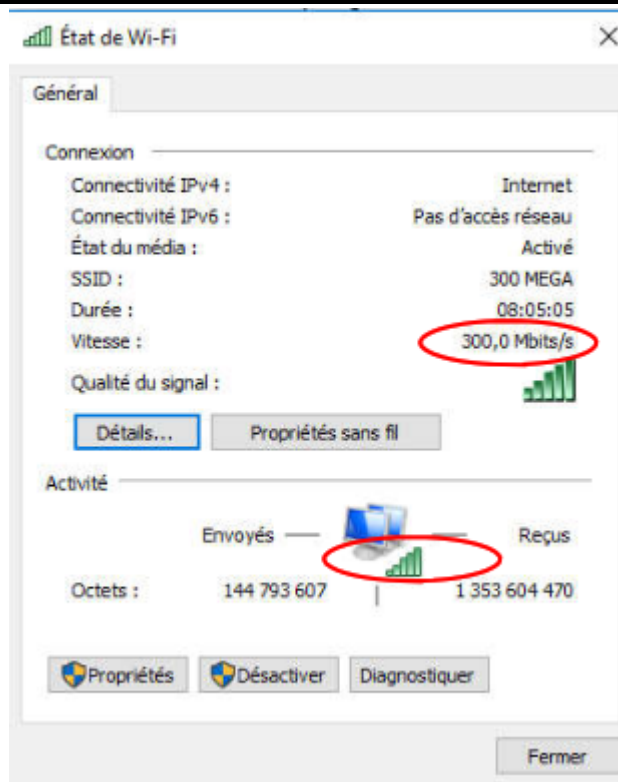 État de Wi-Fi
Général
Connexion
Connectivité IPv4 : Internet
Connectivité IPv6 : Pas d'accès réseau
État du média : Activé
SSID : 300 MEGA
Durée : 08:05:05
Vitesse : 300,0 Mbits/s
Qualité du signal :
Détails... Propriétés sans fil
Activité
Envoyés Reçus
Octets : 144 793 607 1 353 604 470
Propriétés Désactiver Diagnostiquer
Fermer